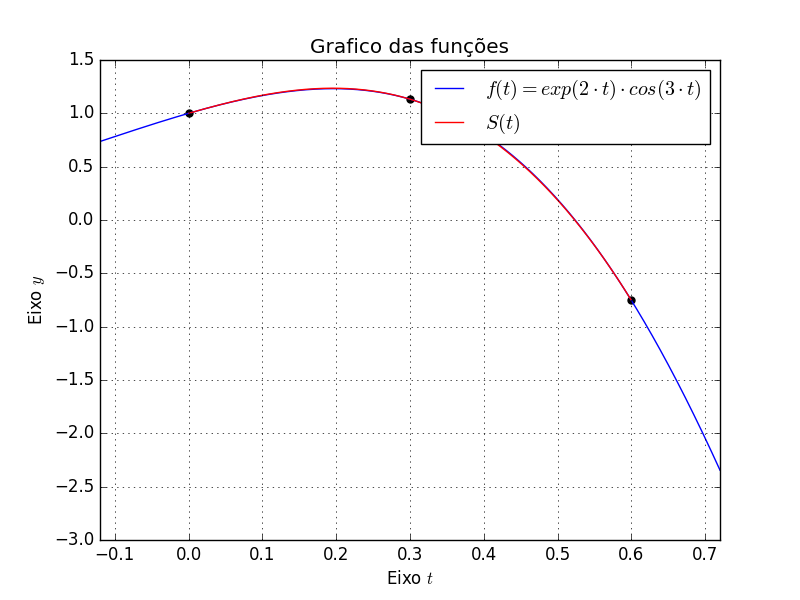 Grafico das funções
f(t) = exp(2 · t) · cos(3 · t)
S(t)
1.5
1.0
0.5
0.0
−0.5
−1.0
−1.5
−2.0
−2.5
−3.0
Eixo y
−0.1 0.0 0.1 0.2 0.3 0.4 0.5 0.6 0.7
Eixo t